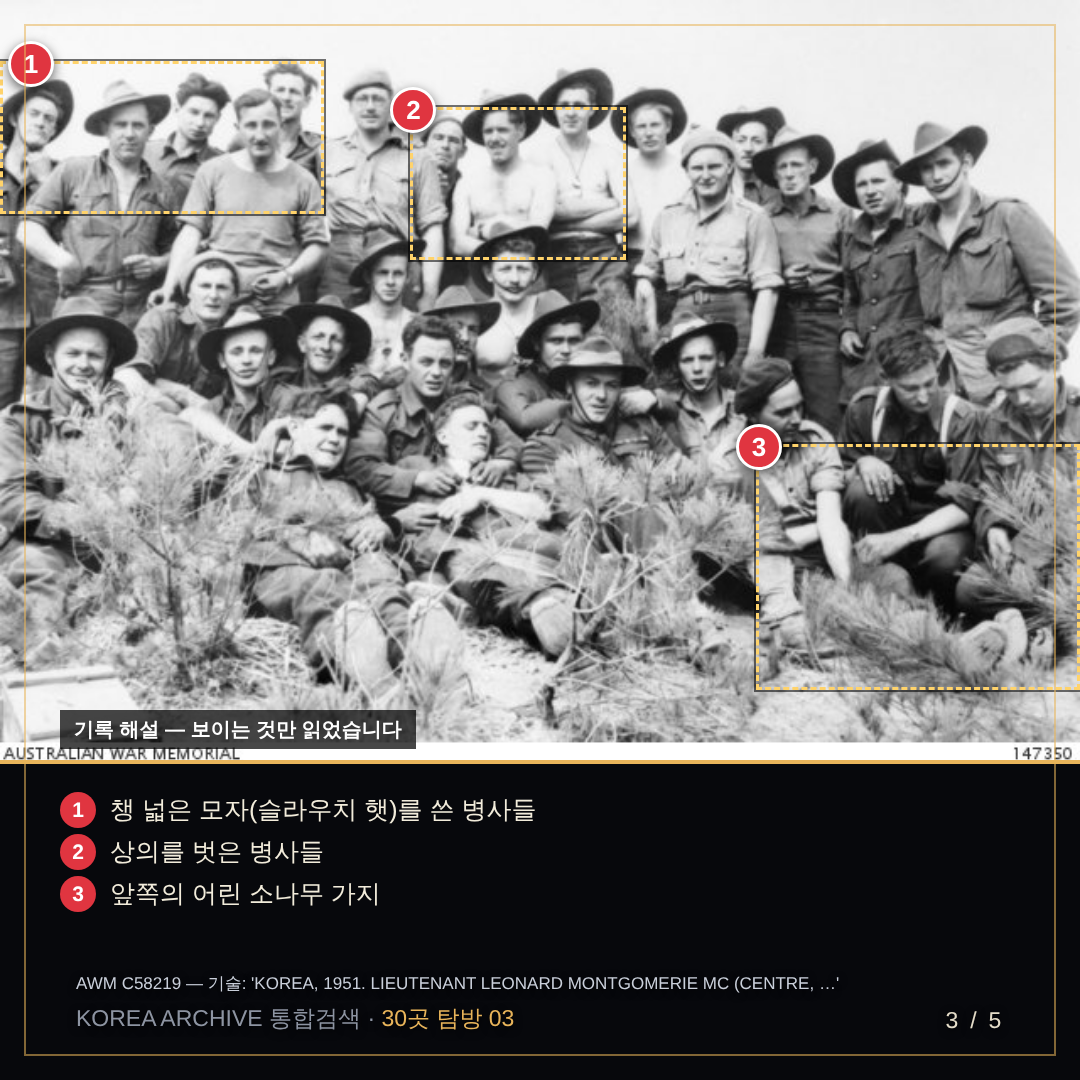 1
2
3
기록 해설 — 보이는 것만 읽었습니다
AUSTRALIAN WAR MEMORIAL
147350
1 챙 넓은 모자(슬라우치 햇)를 쓴 병사들
2 상의를 벗은 병사들
3 앞쪽의 어린 소나무 가지
AWM C58219 — 기술: 'KOREA, 1951. LIEUTENANT LEONARD MONTGOMERIE MC (CENTRE, …'
KOREA ARCHIVE 통합검색 · 30곳 탐방 03
3 / 5